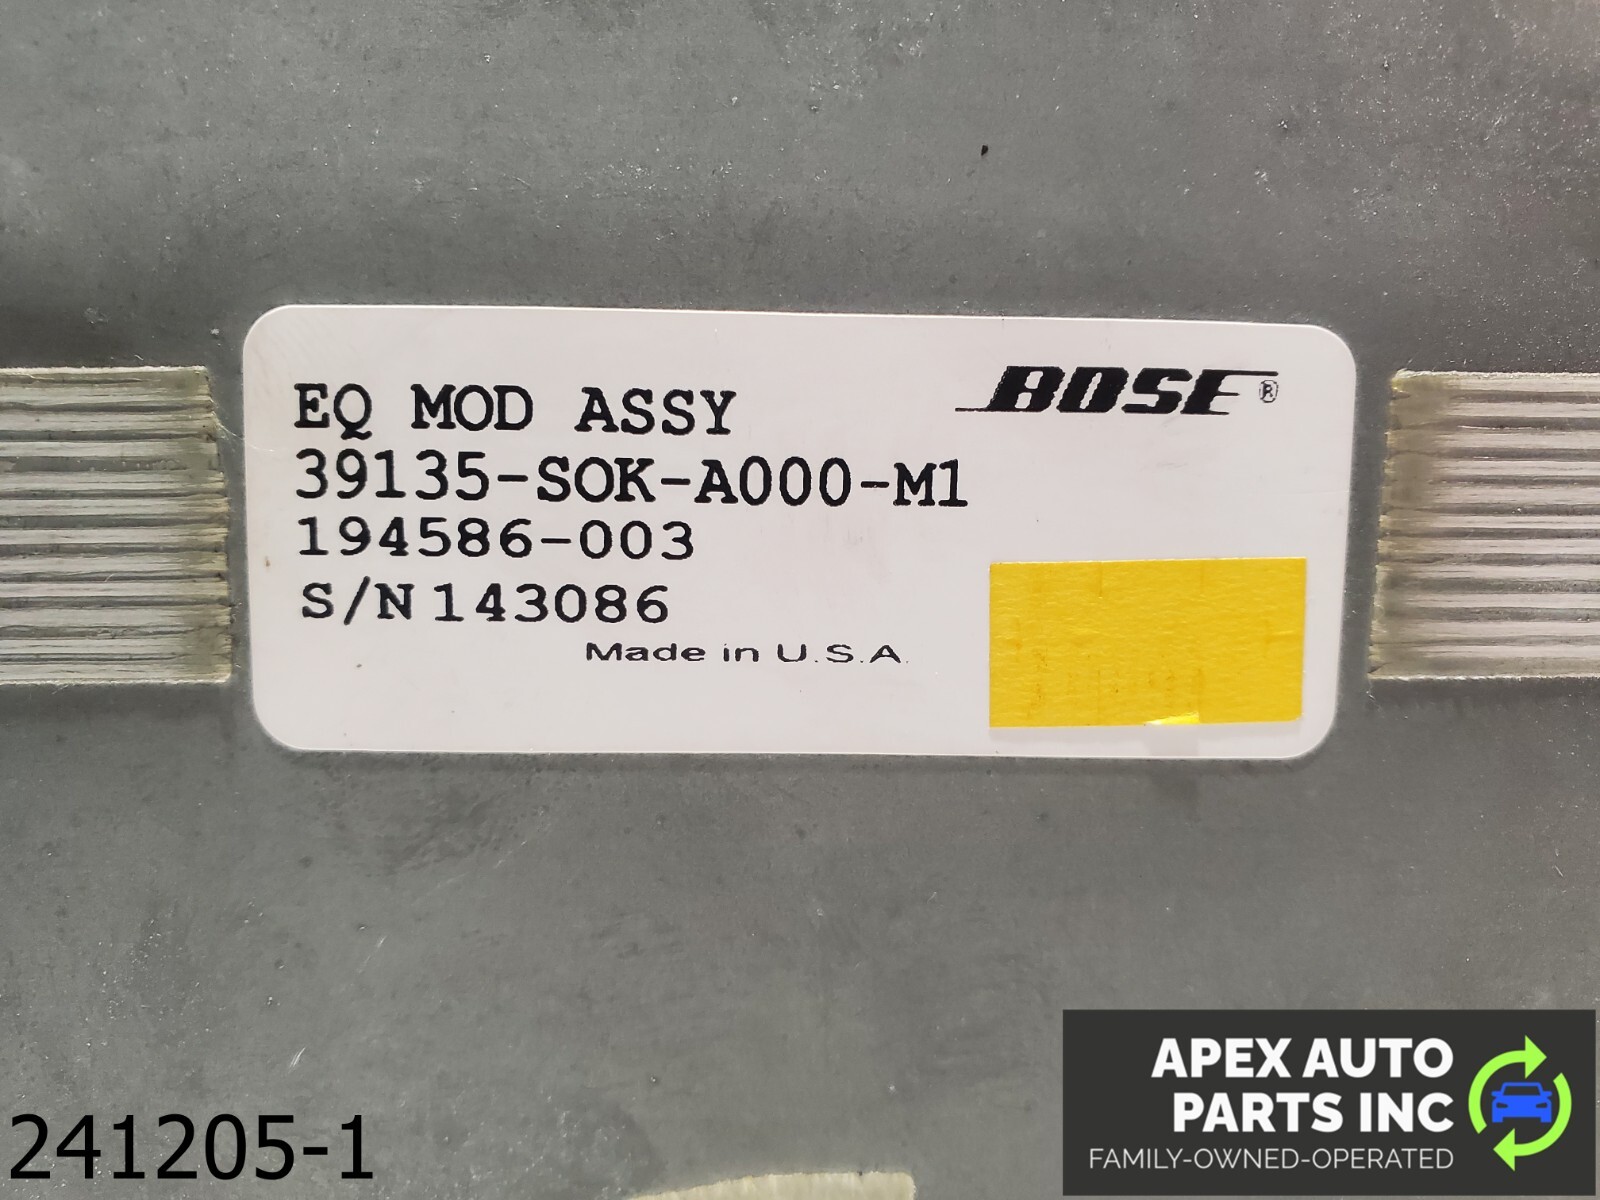 BOSE®
EQ MOD ASSY
39135-SOK-A000-M1
194586-003
S/N 143086
Made in U.S.A.
APEX AUTO
PARTS INC
FAMILY-OWNED-OPERATED
241205-1